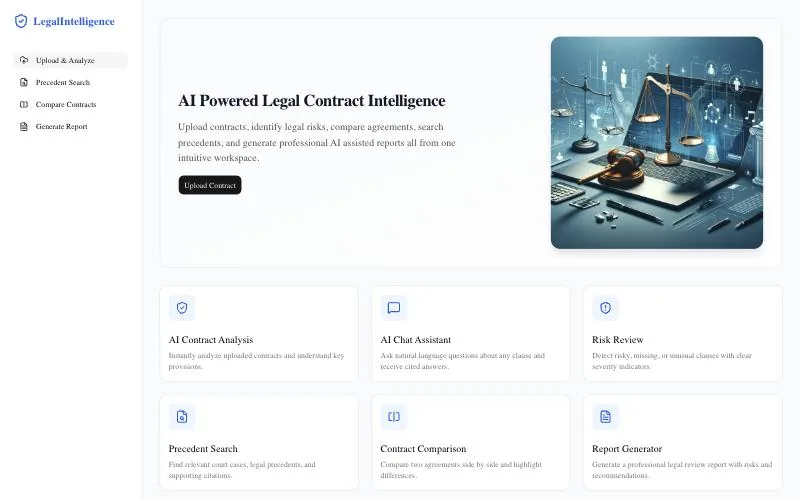 LegalIntelligence
Upload & Analyze
Precedent Search
Compare Contracts
Generate Report
AI Powered Legal Contract Intelligence
Upload contracts, identify legal risks, compare agreements, search
precedents, and generate professional AI assisted reports all from one
intuitive workspace.
Upload Contract
AI Contract Analysis
Instantly analyze uploaded contracts and understand key
provisions.
AI Chat Assistant
Ask natural language questions about any clause and
receive cited answers.
Risk Review
Detect risky, missing, or unusual clauses with clear
severity indicators.
Precedent Search
Find relevant court cases, legal precedents, and
supporting citations.
Contract Comparison
Compare two agreements side by side and highlight
differences.
Report Generator
Generate a professional legal review report with risks and
recommendations.